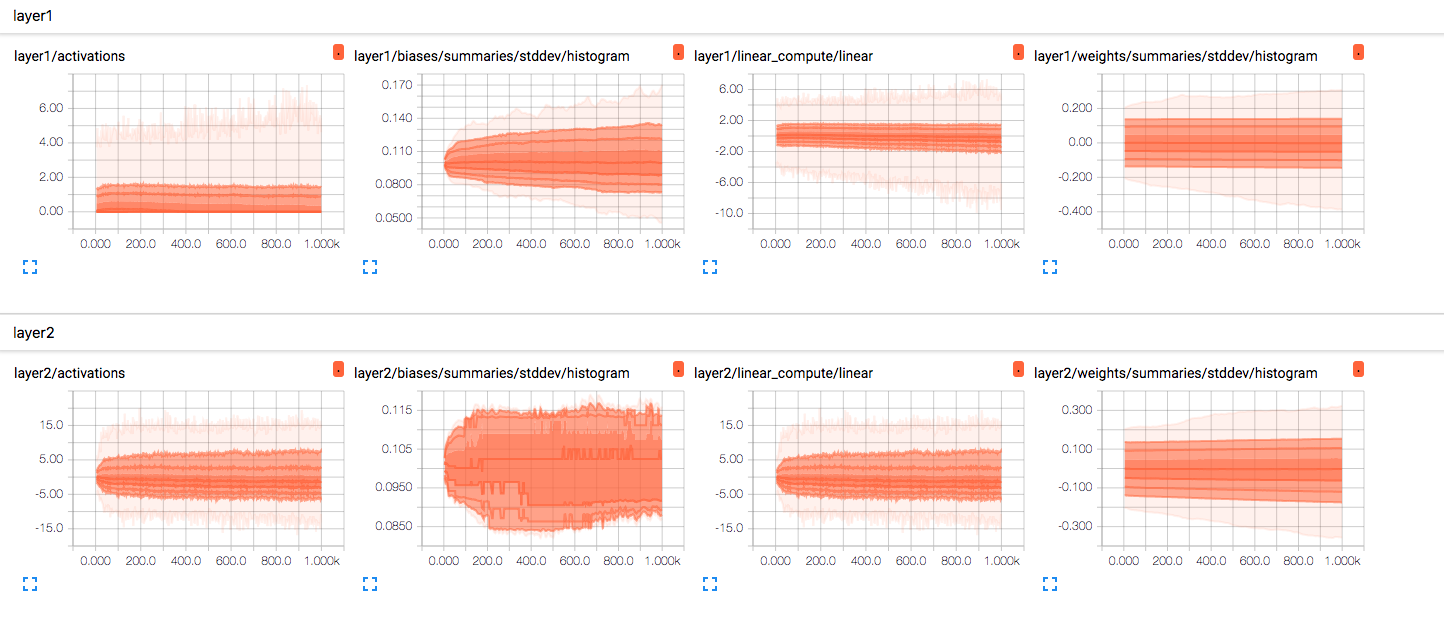 layer1
layer1/activations
layer1/biases/summaries/stddev/histogram
layer1/linear_compute/linear
layer1/weights/summaries/stddev/histogram
6.00
4.00
2.00
0.00
0.000 200.0 400.0 600.0 800.0 1.000k
0.170
0.140
0.110
0.0800
0.0500
0.000 200.0 400.0 600.0 800.0 1.000k
6.00
2.00
-2.00
-6.00
-10.0
0.000 200.0 400.0 600.0 800.0 1.000k
0.200
0.00
-0.200
-0.400
0.000 200.0 400.0 600.0 800.0 1.000k
layer2
layer2/activations
layer2/biases/summaries/stddev/histogram
layer2/linear_compute/linear
layer2/weights/summaries/stddev/histogram
15.0
5.00
-5.00
-15.0
0.000 200.0 400.0 600.0 800.0 1.000k
0.115
0.105
0.0950
0.0850
0.000 200.0 400.0 600.0 800.0 1.000k
15.0
5.00
-5.00
-15.0
0.000 200.0 400.0 600.0 800.0 1.000k
0.300
0.100
-0.100
-0.300
0.000 200.0 400.0 600.0 800.0 1.000k